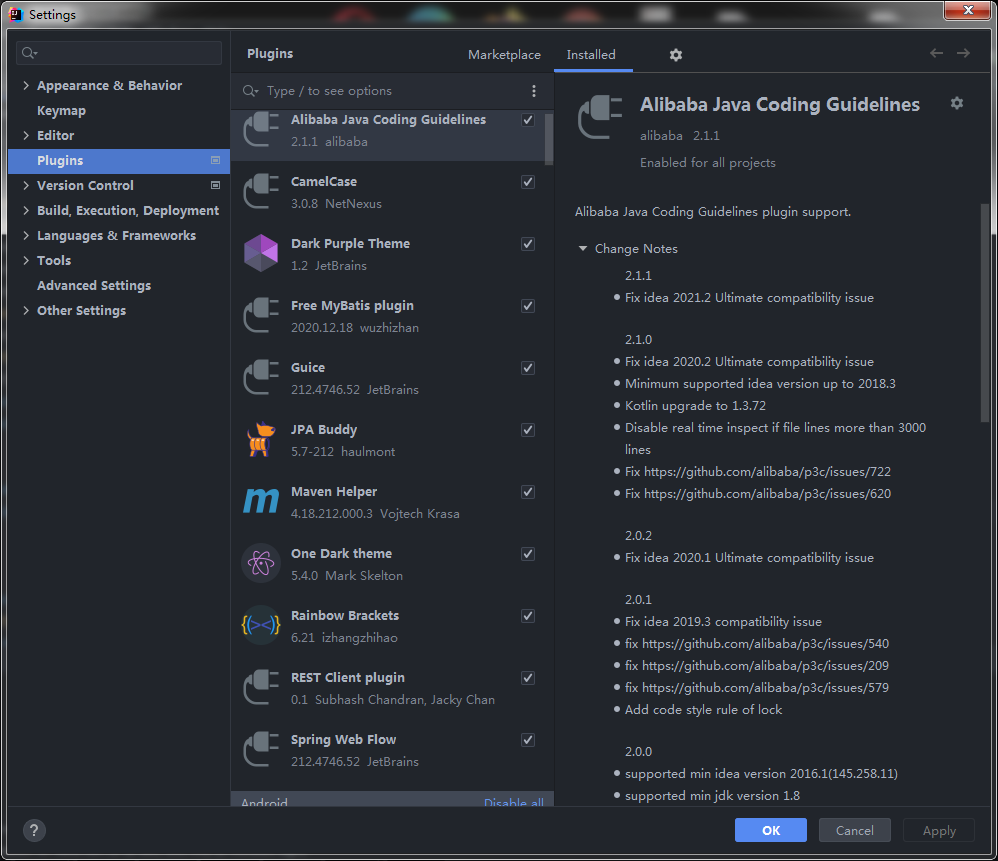 Settings
Appearance & Behavior
Keymap
Editor
Plugins
Version Control
Build, Execution, Deployment
Languages & Frameworks
Tools
Advanced Settings
Other Settings
Plugins
Marketplace
Installed
Type / to see options
Alibaba Java Coding Guidelines
2.1.1 alibaba
CamelCase
3.0.8 NetNexus
Dark Purple Theme
1.2 JetBrains
Free MyBatis plugin
2020.12.18 wuzhizhan
Guice
212.4746.52 JetBrains
JPA Buddy
5.7-212 haulmont
Maven Helper
4.18.212.000.3 Vojtech Krasa
One Dark theme
5.4.0 Mark Skelton
Rainbow Brackets
6.21 izhangzhihao
REST Client plugin
0.1 Subhash Chandran, Jacky Chan
Spring Web Flow
212.4746.52 JetBrains
Android Disable all
Alibaba Java Coding Guidelines
alibaba 2.1.1
Enabled for all projects
Alibaba Java Coding Guidelines plugin support.
Change Notes
2.1.1
• Fix idea 2021.2 Ultimate compatibility issue
2.1.0
• Fix idea 2020.2 Ultimate compatibility issue
• Minimum supported idea version up to 2018.3
• Kotlin upgrade to 1.3.72
• Disable real time inspect if file lines more than 3000
lines
• Fix https://github.com/alibaba/p3c/issues/722
• Fix https://github.com/alibaba/p3c/issues/620
2.0.2
• Fix idea 2020.1 Ultimate compatibility issue
2.0.1
• Fix idea 2019.3 compatibility issue
• fix https://github.com/alibaba/p3c/issues/540
• fix https://github.com/alibaba/p3c/issues/209
• fix https://github.com/alibaba/p3c/issues/579
• Add code style rule of lock
2.0.0
• supported min idea version 2016.1(145.258.11)
• supported min jdk version 1.8
?
OK
Cancel
Apply